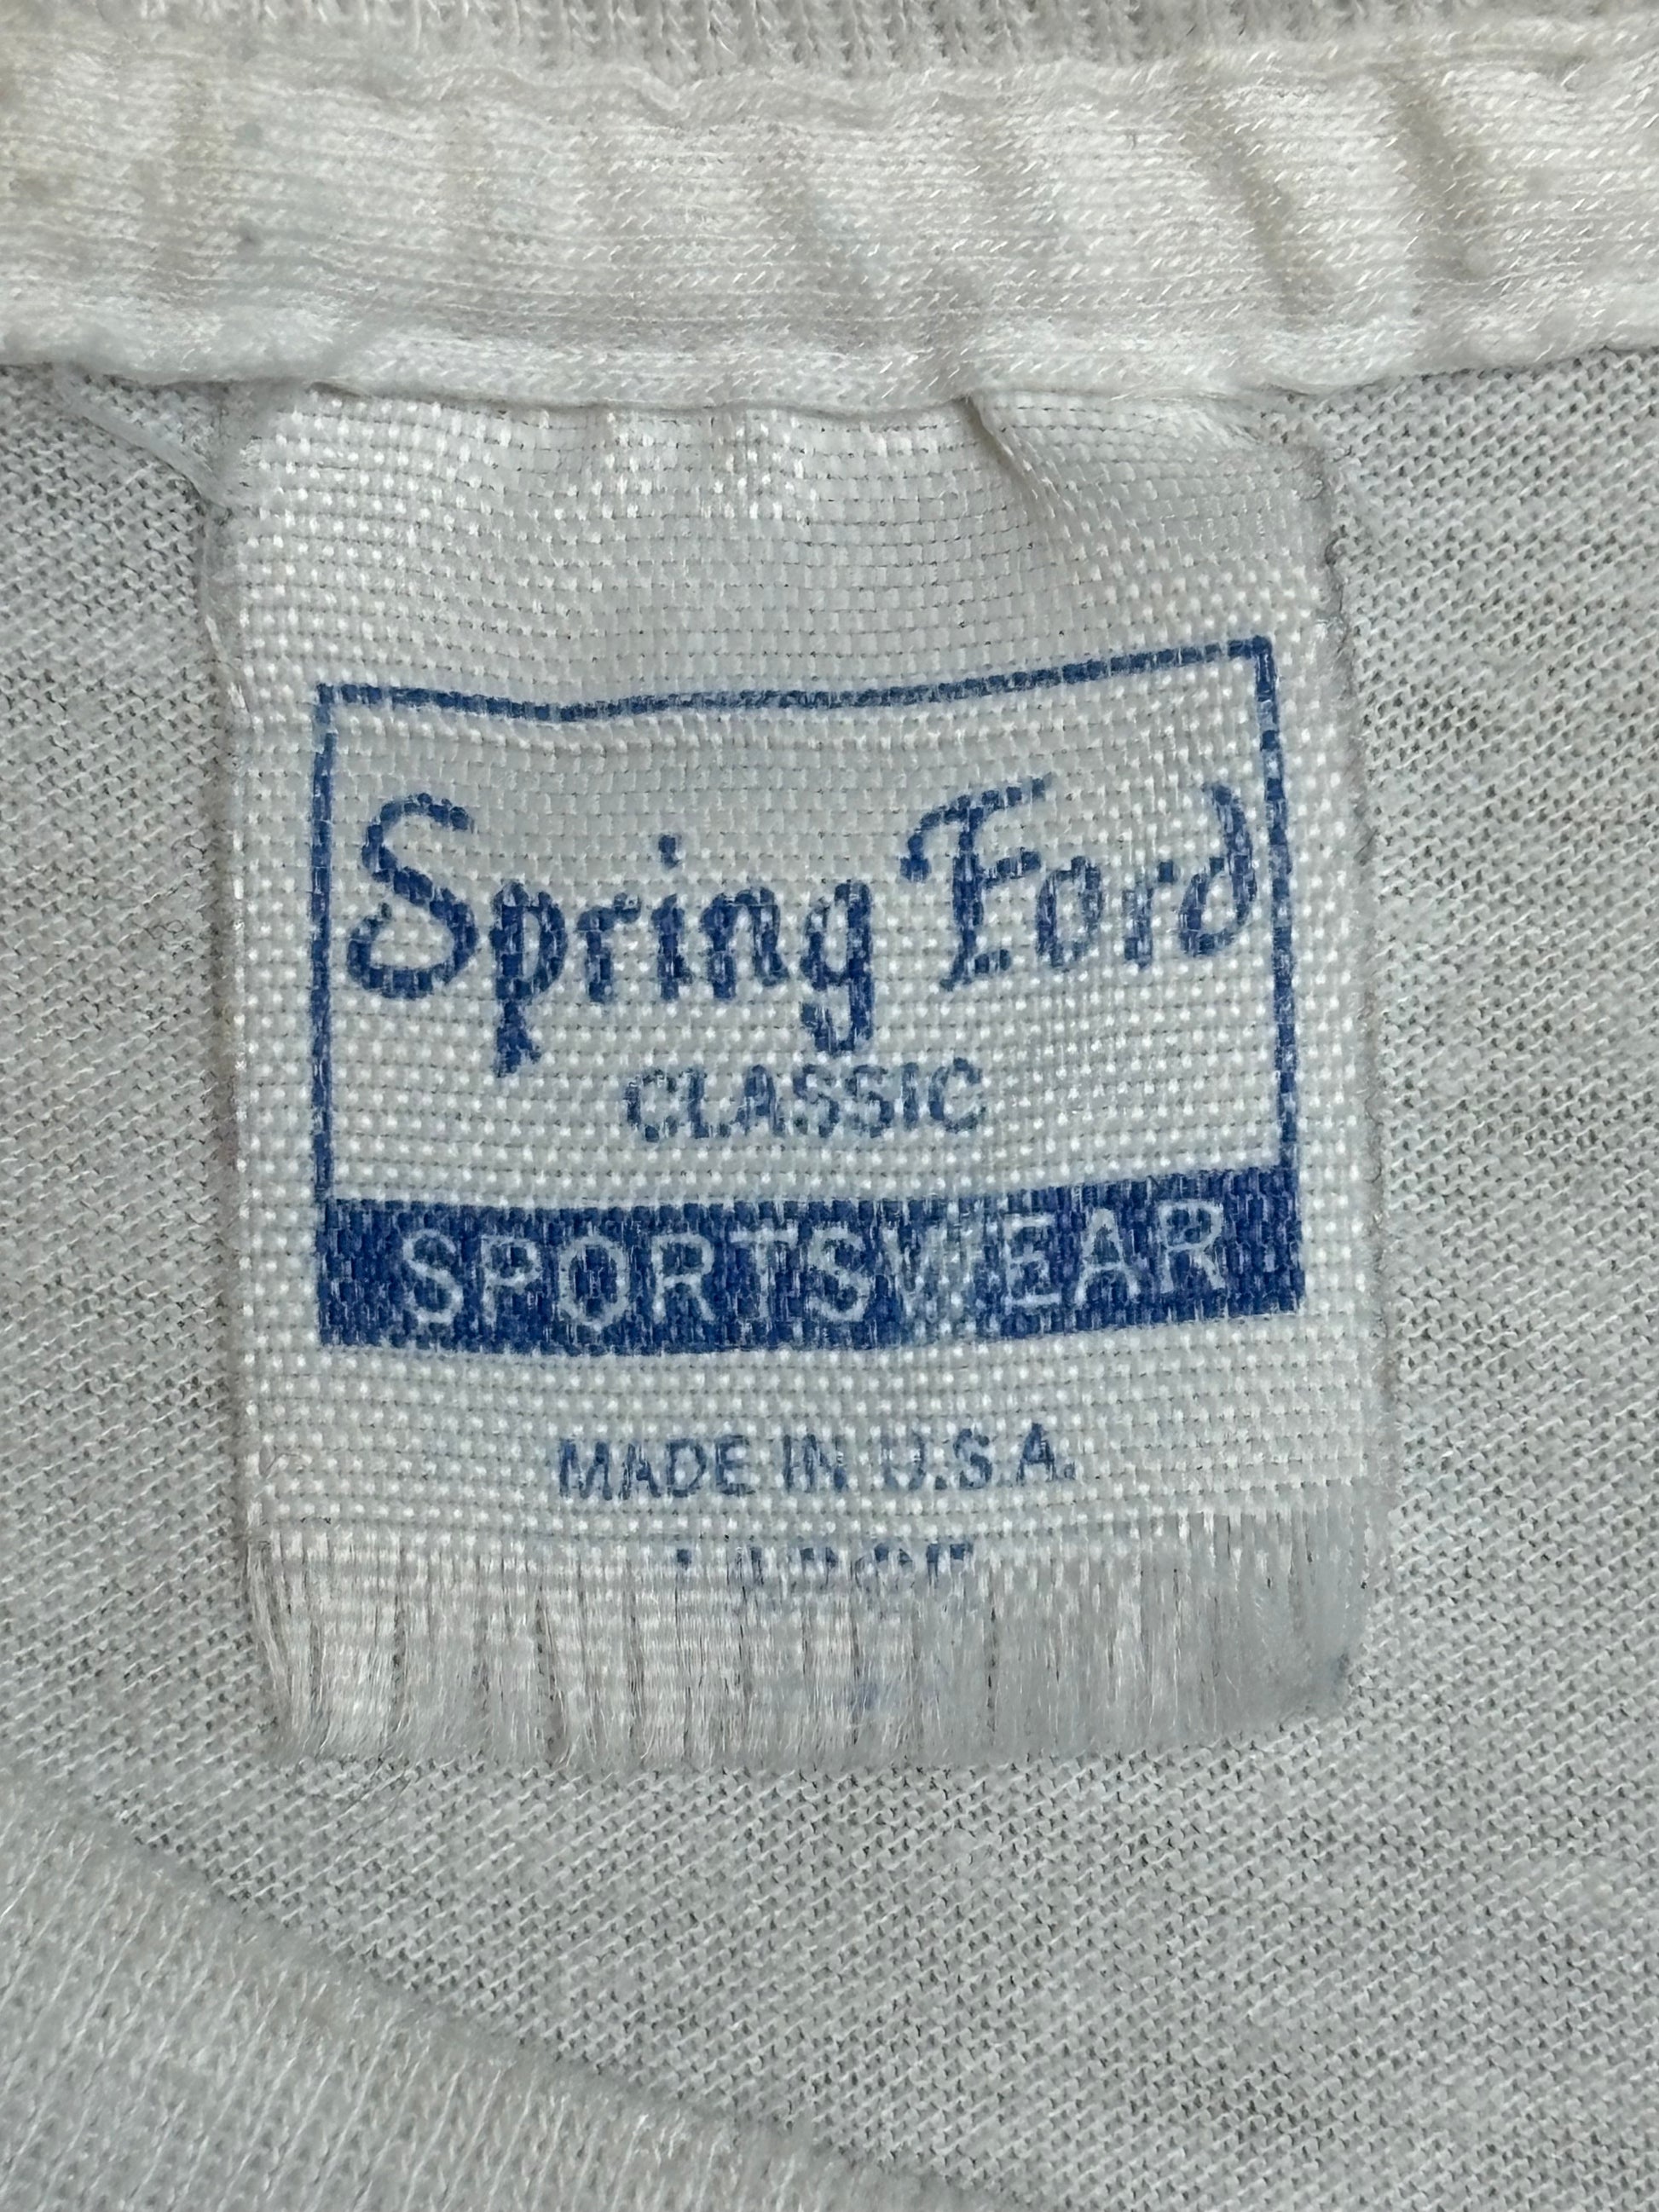 Spring Ford
CLASSIC
SPORTSWEAR
MADE IN U.S.A.